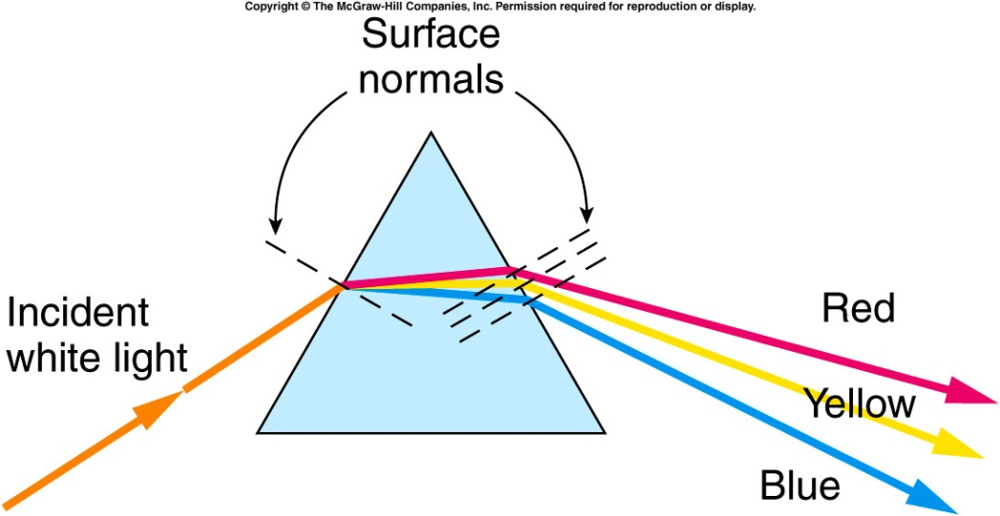 Copyright © The McGraw-Hill Companies, Inc. Permission required for reproduction or display.
Surface
normals
Incident
white light
Red
Yellow
Blue